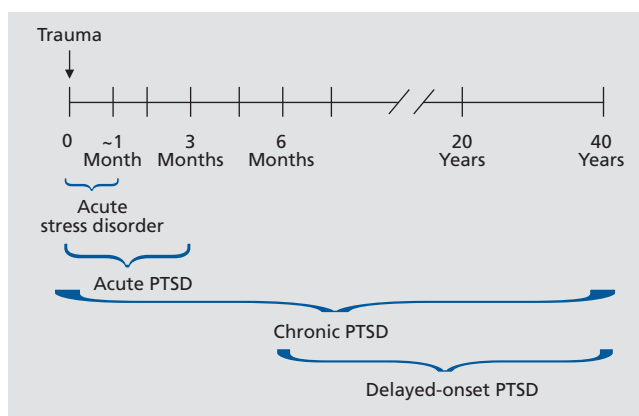 Trauma
0 ~1 3 6 20 40
Month Months Months Years Years
Acute
stress disorder
Acute PTSD
Chronic PTSD
Delayed-onset PTSD